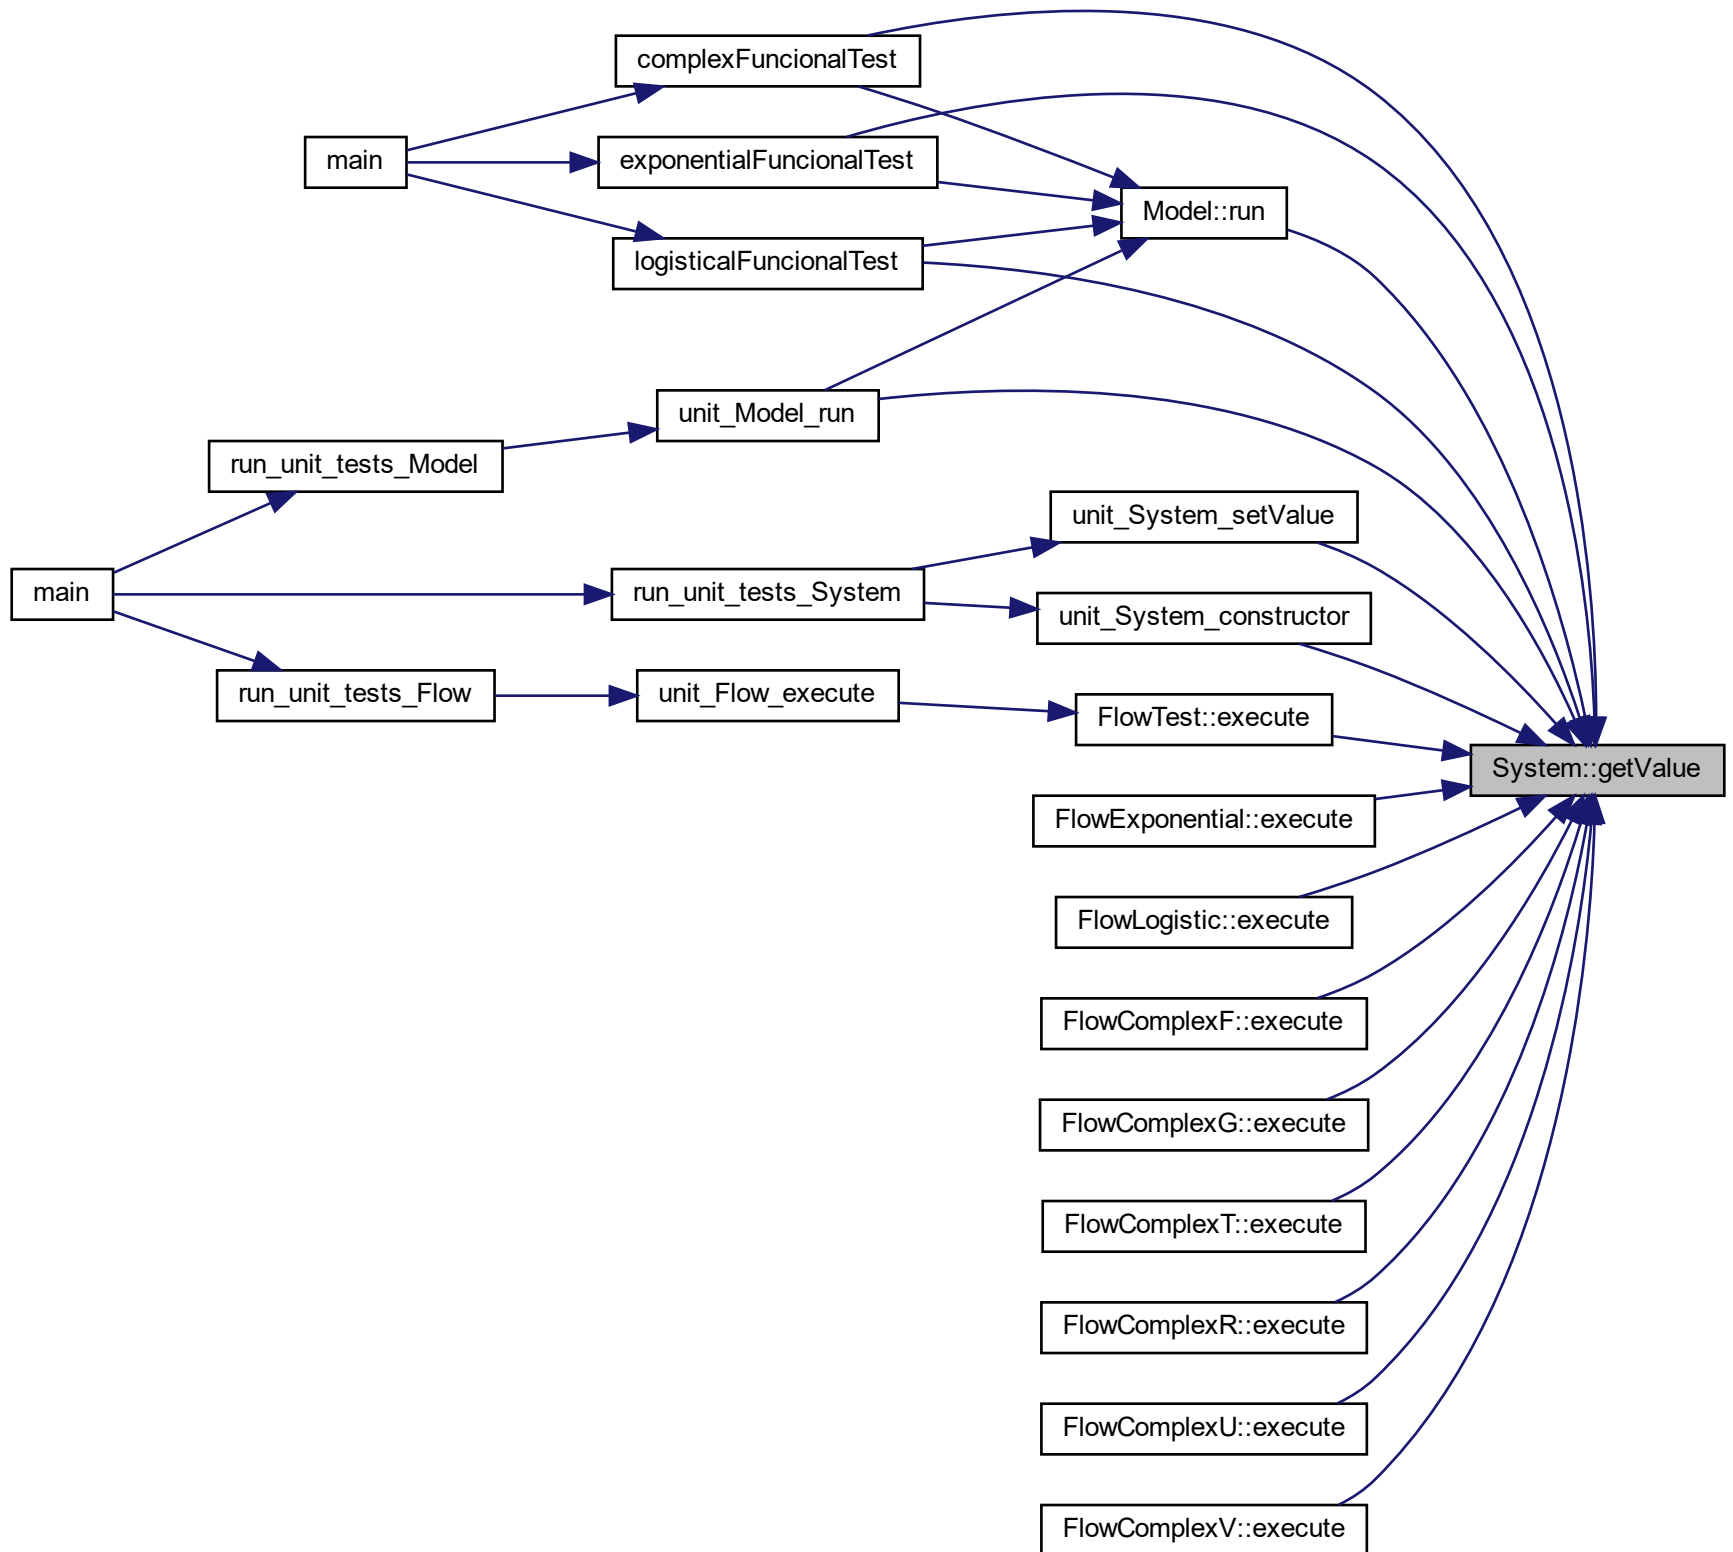 complexFuncionalTest
main
exponentialFuncionalTest
Model::run
logisticalFuncionalTest
unit_Model_run
run_unit_tests_Model
unit_System_setValue
main
run_unit_tests_System
unit_System_constructor
run_unit_tests_Flow
unit_Flow_execute
FlowTest::execute
System::getValue
FlowExponential::execute
FlowLogistic::execute
FlowComplexF::execute
FlowComplexG::execute
FlowComplexT::execute
FlowComplexR::execute
FlowComplexU::execute
FlowComplexV::execute